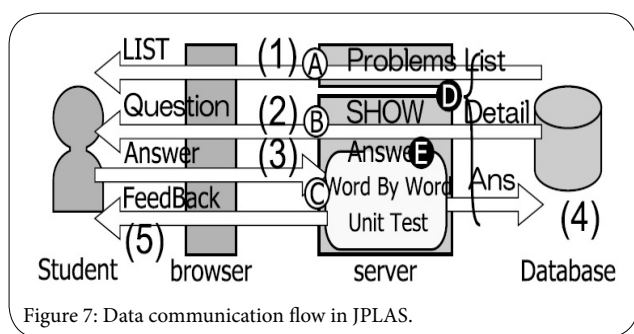 LIST (1) A Problems List
D
Question (2) B SHOW Detail
Answer (3) Answe E
C Word By Word Ans
FeedBack (5) Unit Test (4)
Student browser server Database
Figure 7: Data communication flow in JPLAS.